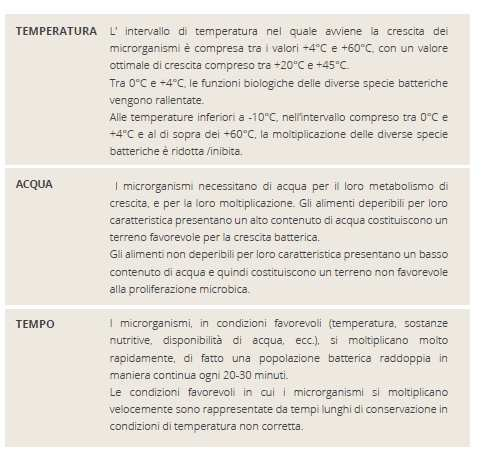 TEMPERATURA L' intervallo di temperatura nel quale avviene la crescita dei
microrganismi è compresa tra i valori +4°C e +60°C, con un valore
ottimale di crescita compreso tra +20°C e +45°C.
Tra 0°C e +4°C, le funzioni biologiche delle diverse specie batteriche
vengono rallentate.
Alle temperature inferiori a -10°C, nell'intervallo compreso tra 0°C e
+4°C e al di sopra dei +60°C, la moltiplicazione delle diverse specie
batteriche è ridotta /inibita.
ACQUA I microrganismi necessitano di acqua per il loro metabolismo di
crescita, e per la loro moltiplicazione. Gli alimenti deperibili per loro
caratteristica presentano un alto contenuto di acqua costituiscono un
terreno favorevole per la crescita batterica.
Gli alimenti non deperibili per loro caratteristica presentano un basso
contenuto di acqua e quindi costituiscono un terreno non favorevole
alla proliferazione microbica.
TEMPO I microrganismi, in condizioni favorevoli (temperatura, sostanze
nutritive, disponibilità di acqua, ecc.), si moltiplicano molto
rapidamente, di fatto una popolazione batterica raddoppia in
maniera continua ogni 20-30 minuti.
Le condizioni favorevoli in cui i microrganismi si moltiplicano
velocemente sono rappresentate da tempi lunghi di conservazione in
condizioni di temperatura non corretta.